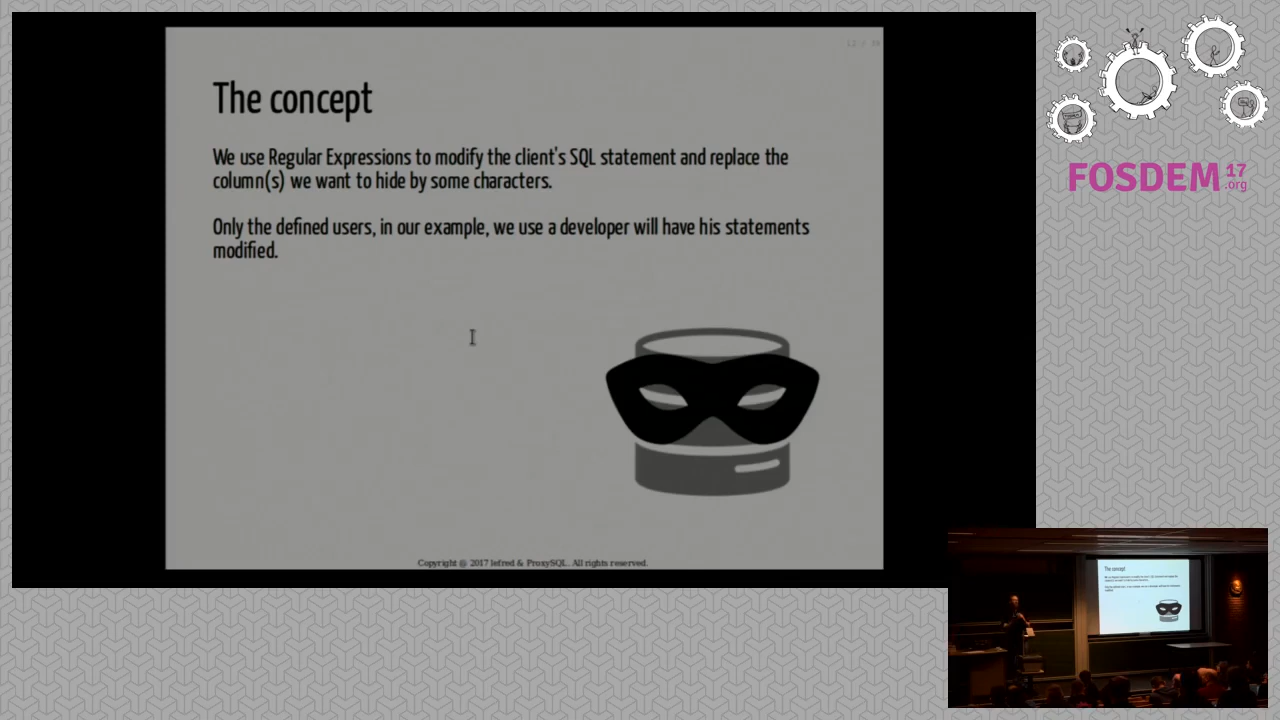 The concept
We use Regular Expressions to modify the client's SQL statement and replace the
column(s) we want to hide by some characters.
Only the defined users, in our example, we use a developer will have his statements
modified.
Copyright @ 2017 lefred & ProxySQL. All rights reserved.
FOSDEM 17
.org
The concept